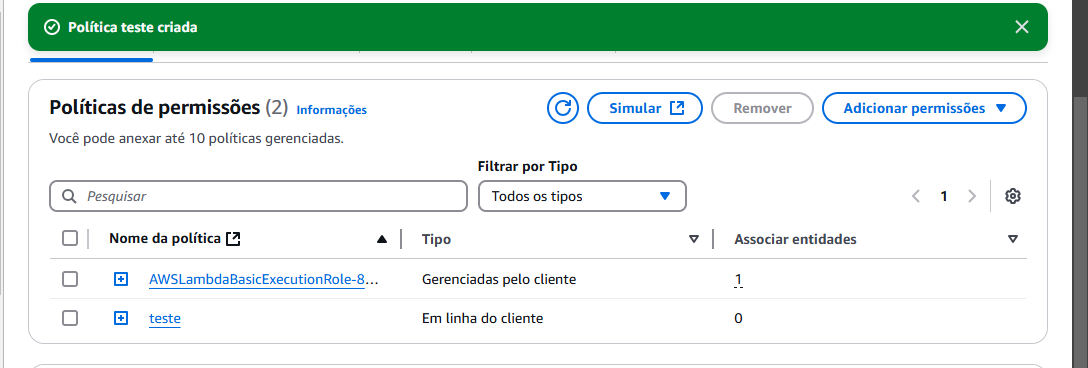 Política teste criada
Políticas de permissões (2) Informações
Simular
Remover
Adicionar permissões
Você pode anexar até 10 políticas gerenciadas.
Filtrar por Tipo
Pesquisar
Todos os tipos
1
Nome da política
Tipo
Associar entidades
AWSLambdaBasicExecutionRole-8...
Gerenciadas pelo cliente
1
teste
Em linha do cliente
0